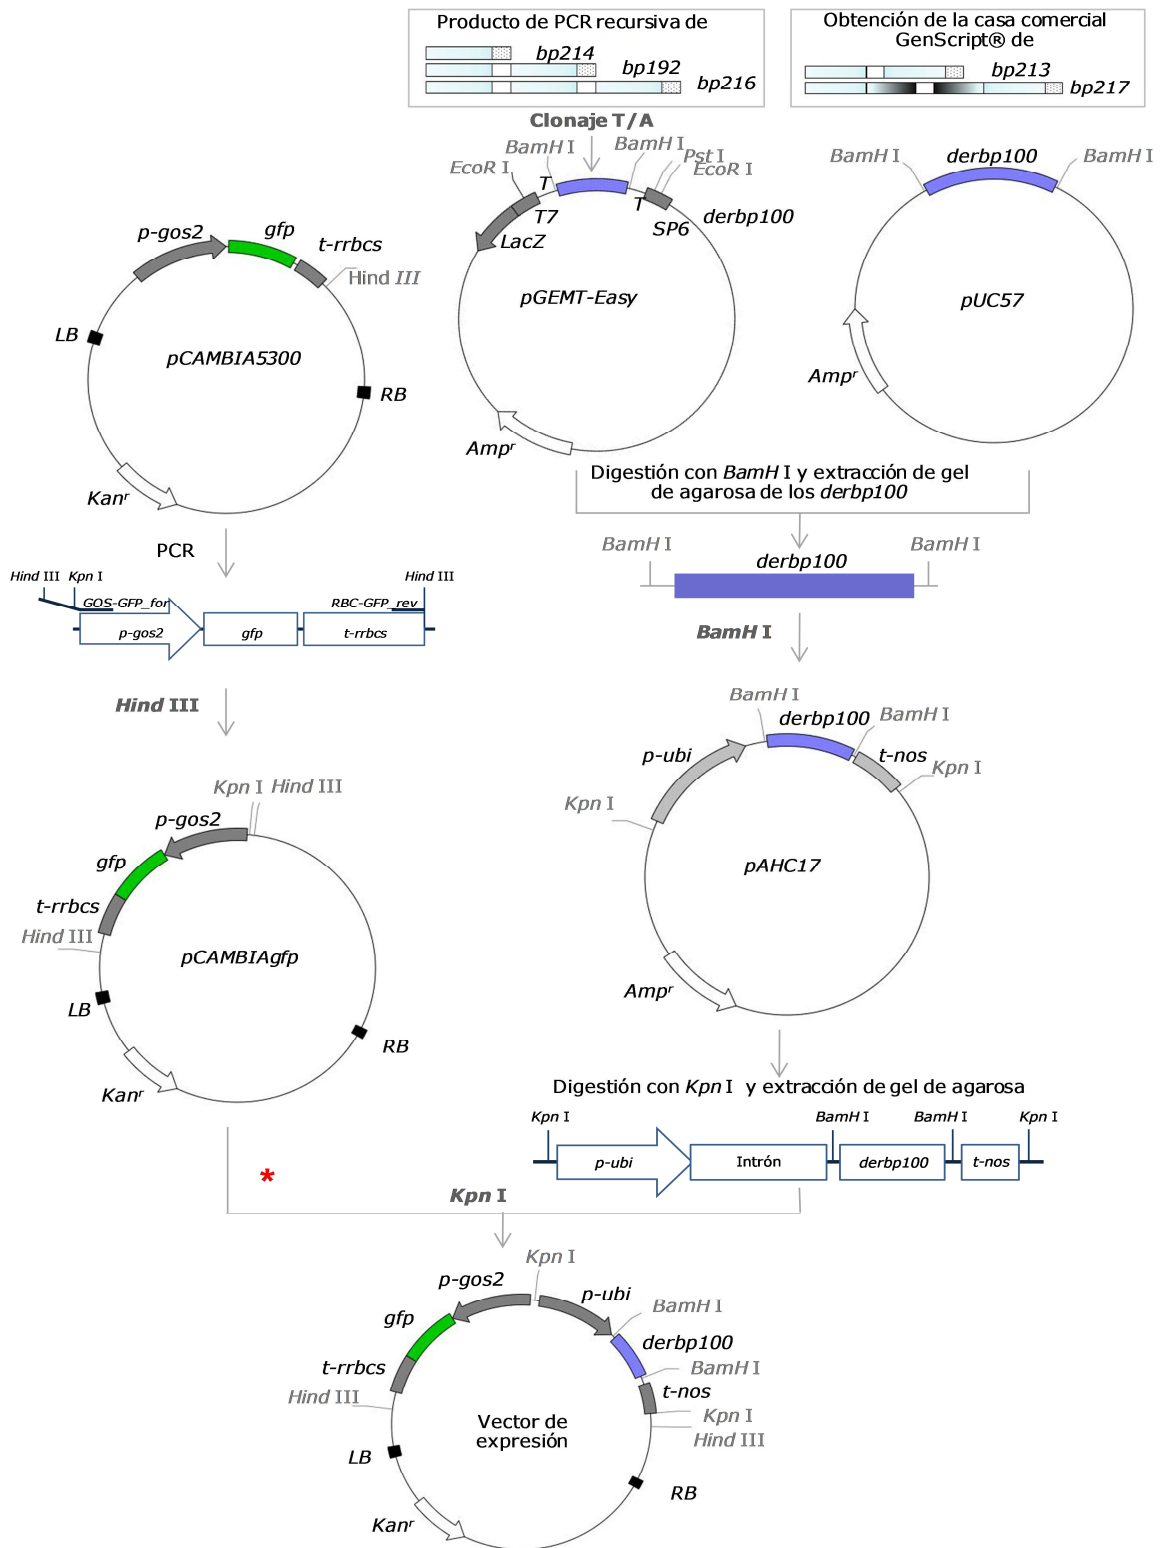 Producto de PCR recursiva de
bp214
bp192
bp216
Obtención de la casa comercial
GenScript® de
bp213
bp217
Clonaje T/A
BamH I
BamH I
Pst I
EcoR I
EcoR I
T
T
T7
SP6
LacZ
derbp100
pGEMT-Easy
Ampʳ
BamH I
derbp100
BamH I
pUC57
Ampʳ
p-gos2
gfp
t-rrbcs
Hind III
LB
pCAMBIA5300
RB
Kanʳ
Digestión con BamH I y extracción de gel
de agarosa de los derbp100
PCR
BamH I
derbp100
BamH I
Hind III
Kpn I
Hind III
GOS-GFP_for
RBC-GFP_rev
p-gos2
gfp
t-rrbcs
BamH I
Hind III
BamH I
derbp100
BamH I
p-ubi
t-nos
Kpn I
Kpn I
pAHC17
Ampʳ
Kpn I
Hind III
p-gos2
gfp
t-rrbcs
Hind III
pCAMBIAgfp
LB
RB
Kanʳ
Digestión con Kpn I y extracción de gel de agarosa
Kpn I
BamH I
BamH I
Kpn I
p-ubi
Intrón
derbp100
t-nos
*
Kpn I
Kpn I
p-gos2
p-ubi
BamH I
gfp
derbp100
t-rrbcs
BamH I
t-nos
Hind III
Kpn I
Hind III
Vector de
expresión
LB
RB
Kanʳ